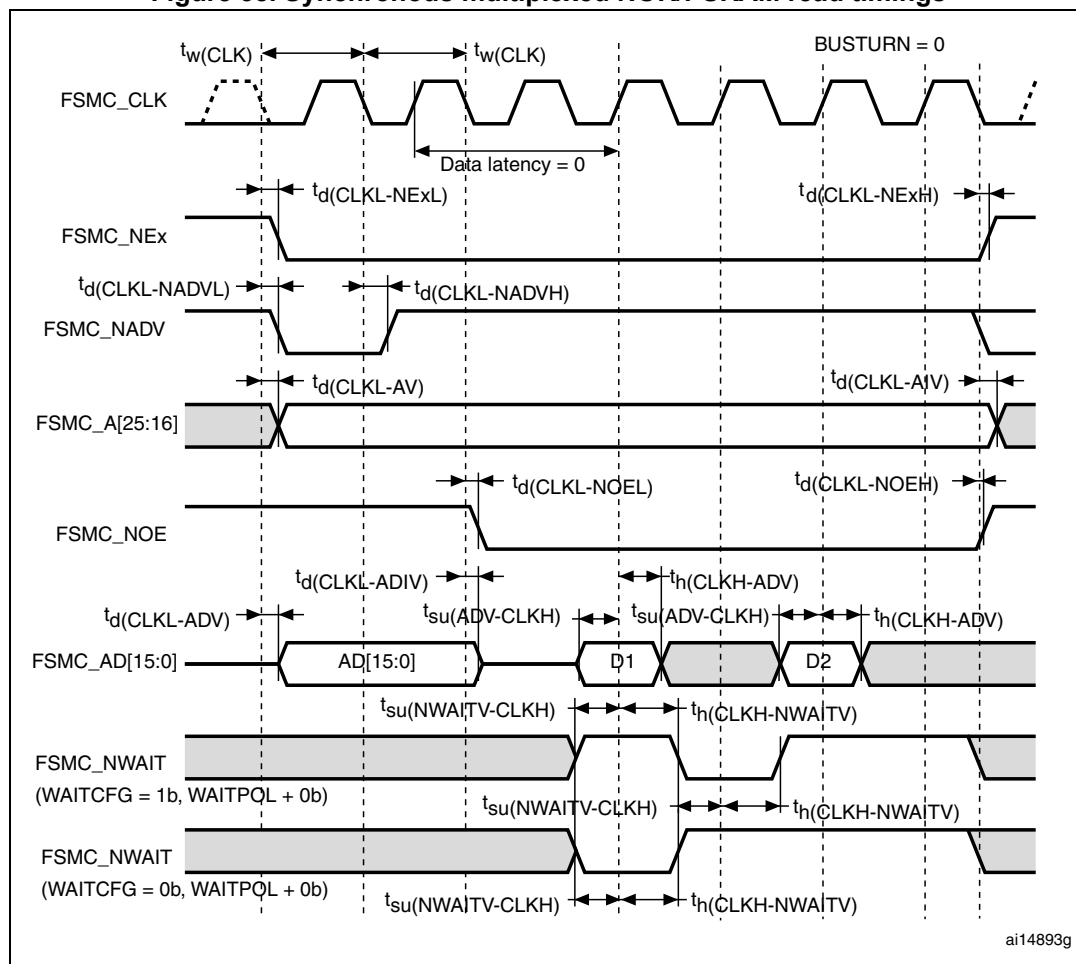 Synchronous multiplexed NOR/PSRAM read timings
BUSTURN = 0
tw(CLK) tw(CLK)
FSMC_CLK
Data latency = 0
td(CLKL-NExL) td(CLKL-NExH)
FSMC_NEx
td(CLKL-NADVL) td(CLKL-NADVH)
FSMC_NADV
td(CLKL-AV) td(CLKL-AIV)
FSMC_A[25:16]
td(CLKL-NOEL) td(CLKL-NOEH)
FSMC_NOE
td(CLKL-ADIV) th(CLKH-ADV)
td(CLKL-ADV) tsu(ADV-CLKH) tsu(ADV-CLKH) th(CLKH-ADV)
FSMC_AD[15:0] AD[15:0] D1 D2
tsu(NWAITV-CLKH) th(CLKH-NWAITV)
FSMC_NWAIT
(WAITCFG = 1b, WAITPOL + 0b)
tsu(NWAITV-CLKH) th(CLKH-NWAITV)
FSMC_NWAIT
(WAITCFG = 0b, WAITPOL + 0b)
tsu(NWAITV-CLKH) th(CLKH-NWAITV)
ai14893g